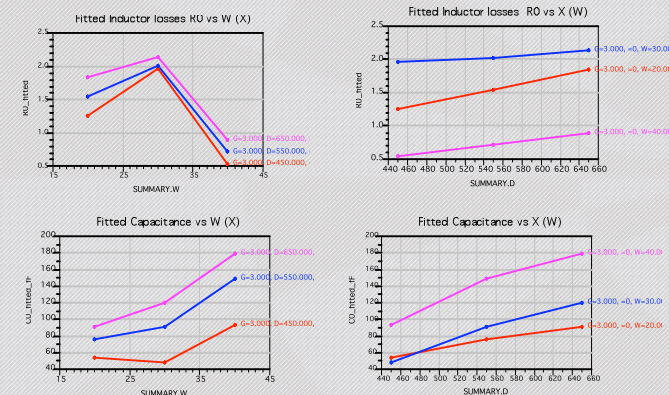 Fitted Inductor losses R0 vs W (X)
2.5
2.0
1.5
1.0
0.5
15
25
35
45
R0_fitted
SUMMARY.W
G=3.000, D=650.000,
G=3.000, D=550.000,
G=3.000, D=450.000,
Fitted Inductor losses R0 vs X (W)
2.5
2.0
1.5
1.0
0.5
440 460 480 500 520 540 560 580 600 620 640 660
R0_fitted
SUMMARY.D
G=3.000, =0, W=30.00
G=3.000, =0, W=20.00
G=3.000, =0, W=40.00
Fitted Capacitance vs W (X)
200
180
160
140
120
100
80
60
40
15
25
35
45
C0_fitted_fF
SUMMARY.W
G=3.000, D=650.000,
G=3.000, D=550.000,
G=3.000, D=450.000,
Fitted Capacitance vs X (W)
200
180
160
140
120
100
80
60
40
440 460 480 500 520 540 560 580 600 620 640 660
C0_fitted_fF
SUMMARY.D
G=3.000, =0, W=40.0
G=3.000, =0, W=30.0
G=3.000, =0, W=20.0